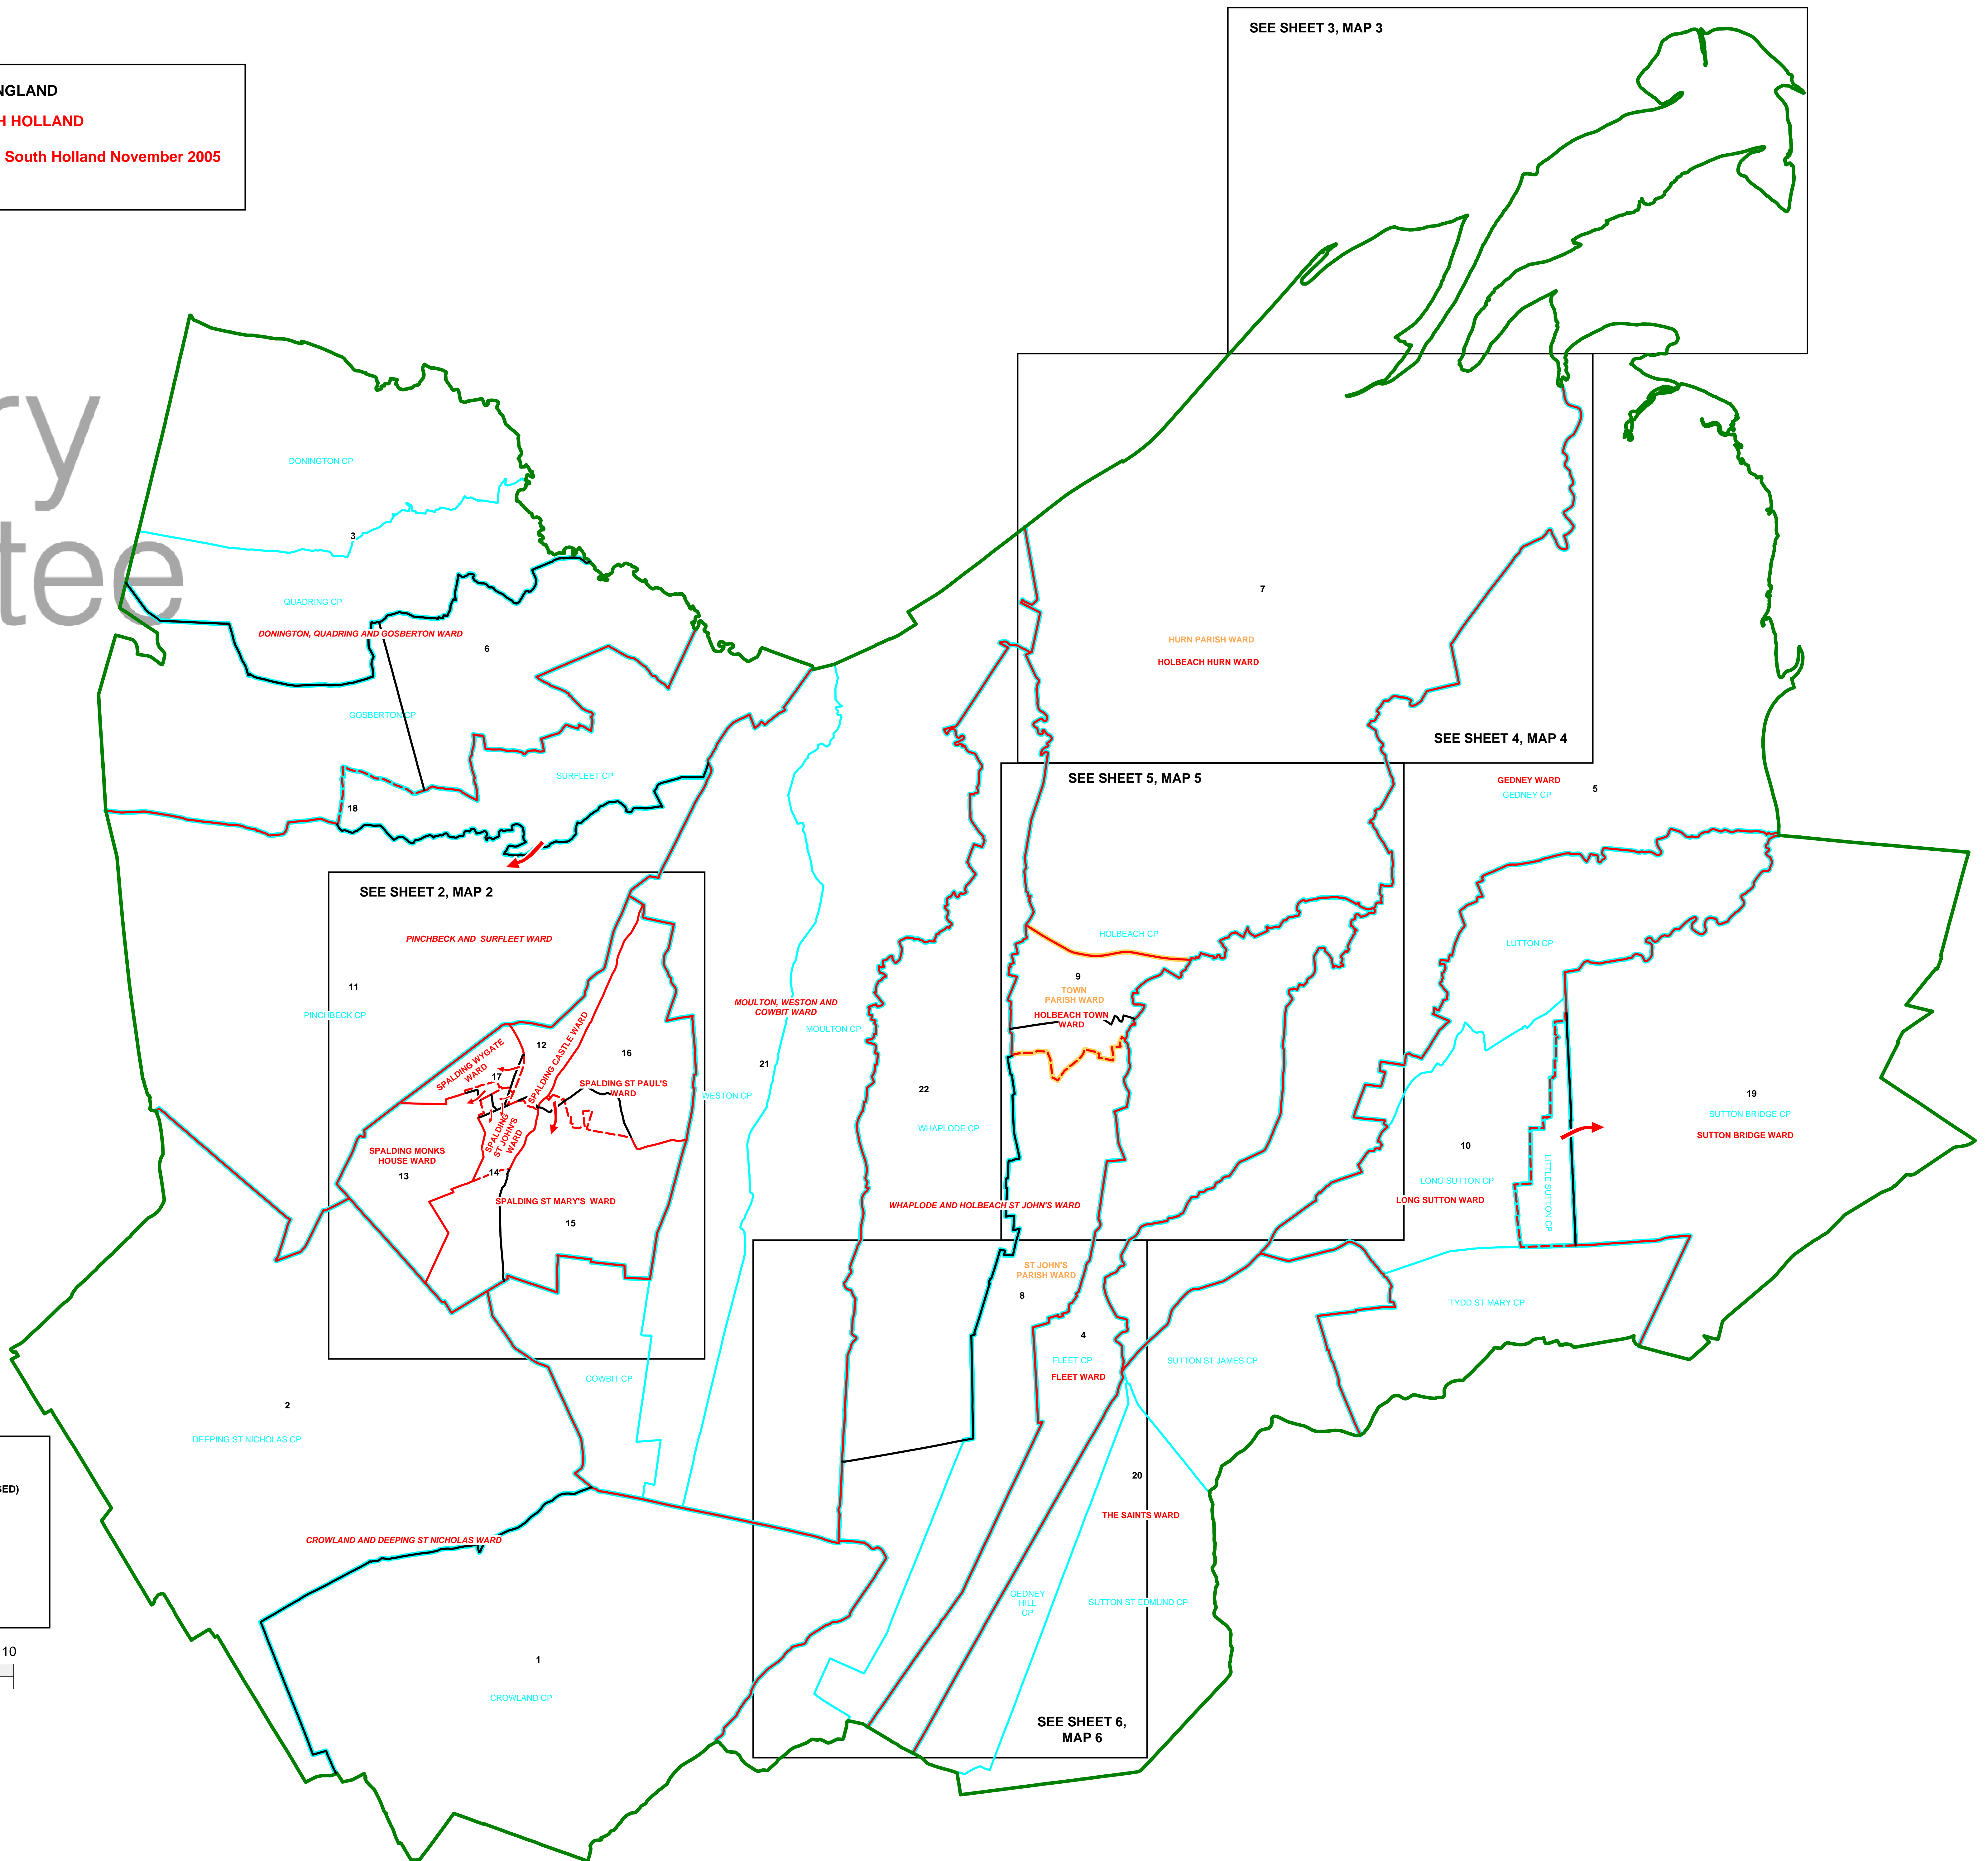 SEE SHEET 3, MAP 3
NGLAND
H HOLLAND
South Holland November 2005
ry
tee
DONINGTON CP
3
QUADRING CP
DONINGTON, QUADRING AND GOSBERTON WARD
6
GOSBERTON CP
SURFLEET CP
18
7
HURN PARISH WARD
HOLBEACH HURN WARD
SEE SHEET 4, MAP 4
SEE SHEET 5, MAP 5
GEDNEY WARD
GEDNEY CP
5
SEE SHEET 2, MAP 2
PINCHBECK AND SURFLEET WARD
11
PINCHBECK CP
HOLBEACH CP
LUTTON CP
9
TOWN
PARISH WARD
HOLBEACH TOWN
WARD
MOULTON, WESTON AND
COWBIT WARD
MOULTON CP
21
WESTON CP
12
16
SPALDING WYGATE
WARD
17
SPALDING CASTLE WARD
SPALDING ST PAUL'S
WARD
SPALDING
ST JOHN'S
WARD
SPALDING MONKS
HOUSE WARD
13
14
SPALDING ST MARY'S WARD
15
22
WHAPLODE CP
WHAPLODE AND HOLBEACH ST JOHN'S WARD
19
SUTTON BRIDGE CP
SUTTON BRIDGE WARD
10
LONG SUTTON CP
LONG SUTTON WARD
LITTLE SUTTON CP
ST JOHN'S
PARISH WARD
8
TYDD ST MARY CP
4
FLEET CP
FLEET WARD
SUTTON ST JAMES CP
COWBIT CP
2
DEEPING ST NICHOLAS CP
SED)
20
THE SAINTS WARD
CROWLAND AND DEEPING ST NICHOLAS WARD
GEDNEY
HILL
CP
SUTTON ST EDMUND CP
10
1
CROWLAND CP
SEE SHEET 6,
MAP 6